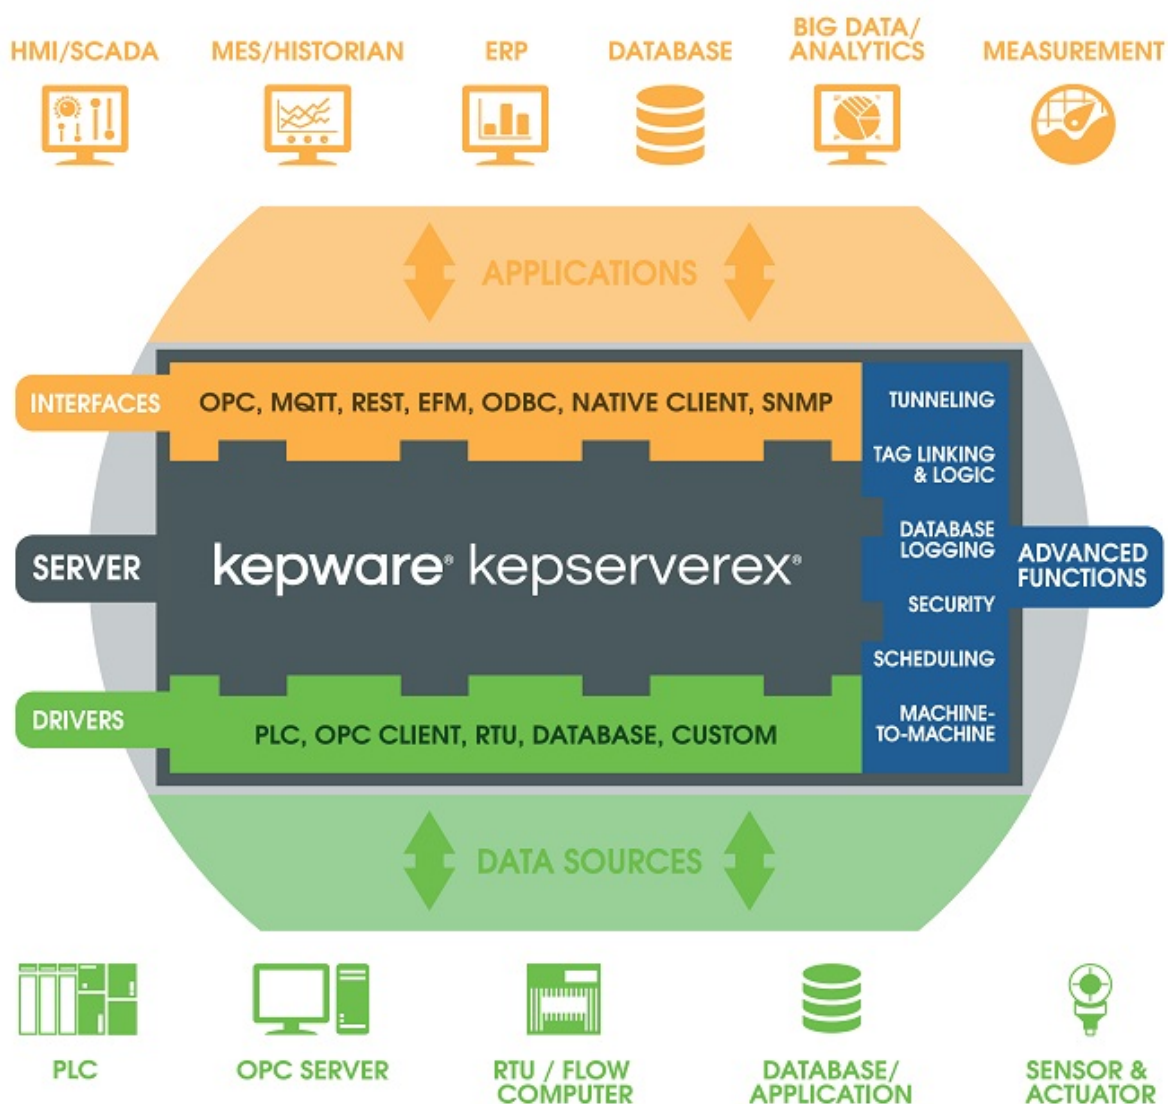 HMI/SCADA
MES/HISTORIAN
ERP
DATABASE
BIG DATA/
ANALYTICS
MEASUREMENT
APPLICATIONS
INTERFACES
OPC, MQTT, REST, EFM, ODBC, NATIVE CLIENT, SNMP
TUNNELING
TAG LINKING
& LOGIC
DATABASE
LOGGING
SERVER
kepware® kepserverex®
ADVANCED
FUNCTIONS
SECURITY
SCHEDULING
DRIVERS
PLC, OPC CLIENT, RTU, DATABASE, CUSTOM
MACHINE-
TO-MACHINE
DATA SOURCES
PLC
OPC SERVER
RTU / FLOW
COMPUTER
DATABASE/
APPLICATION
SENSOR &
ACTUATOR